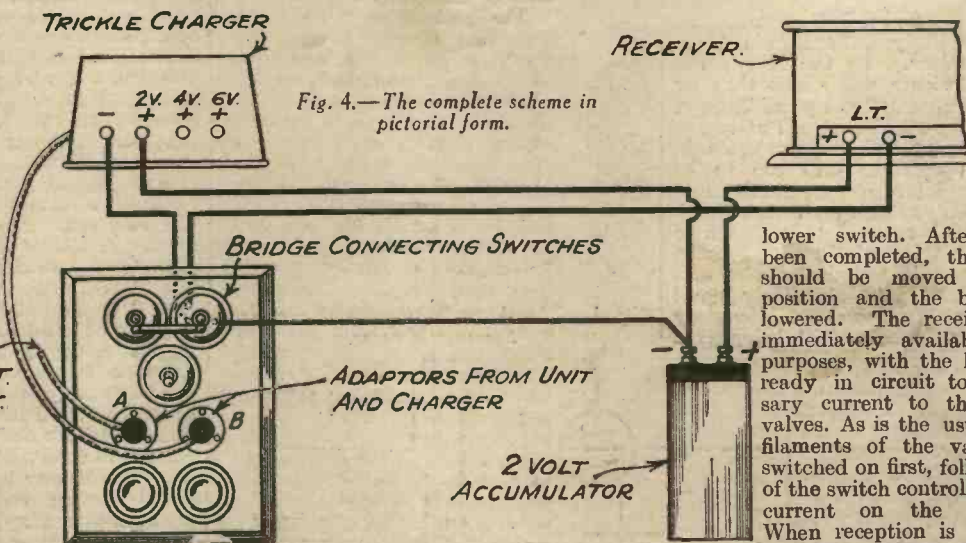 TRICKLE CHARGER
RECEIVER.
2V. 4V. 6V.
- + + +
Fig. 4.—The complete scheme in
pictorial form.
L.T.
+ -
BRIDGE CONNECTING SWITCHES
lower switch. Afte
been completed, th
should be moved
position and the b
lowered. The recei
immediately availab
purposes, with the
ready in circuit to
sary current to th
valves. As is the us
filaments of the va
switched on first, foll
of the switch control
current on the
When reception is
- +
T.
A
B
ADAPTORS FROM UNIT
AND CHARGER
2 VOLT
ACCUMULATOR